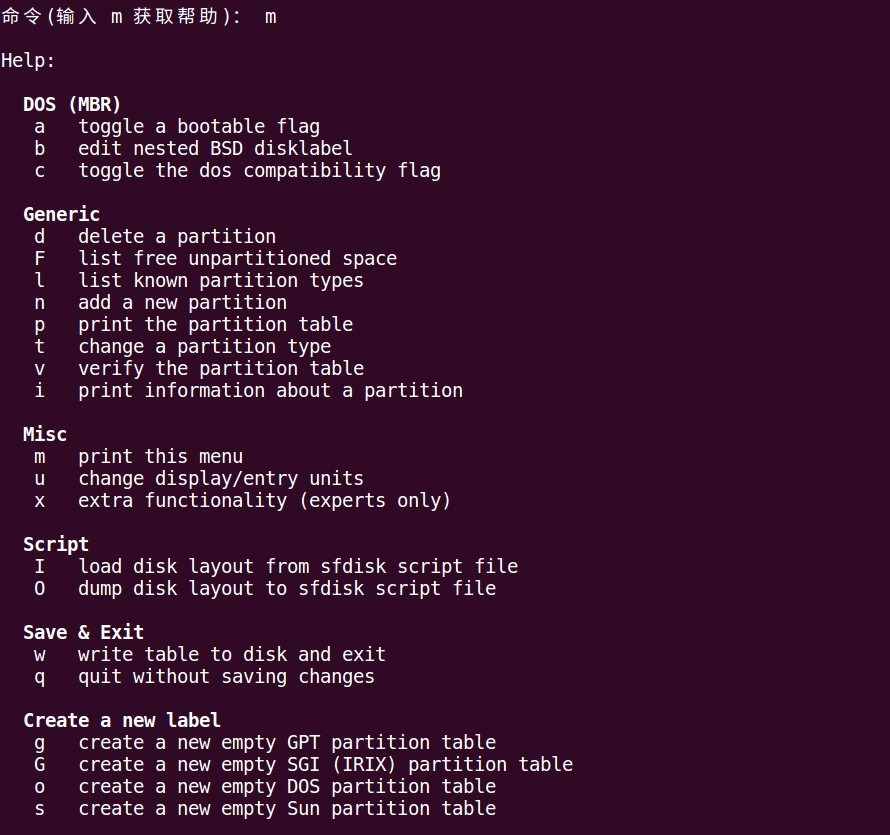 命令(输入 m 获取帮助)： m
Help:
DOS (MBR)
a toggle a bootable flag
b edit nested BSD disklabel
c toggle the dos compatibility flag
Generic
d delete a partition
F list free unpartitioned space
l list known partition types
n add a new partition
p print the partition table
t change a partition type
v verify the partition table
i print information about a partition
Misc
m print this menu
u change display/entry units
x extra functionality (experts only)
Script
I load disk layout from sfdisk script file
O dump disk layout to sfdisk script file
Save & Exit
w write table to disk and exit
q quit without saving changes
Create a new label
g create a new empty GPT partition table
G create a new empty SGI (IRIX) partition table
o create a new empty DOS partition table
s create a new empty Sun partition table